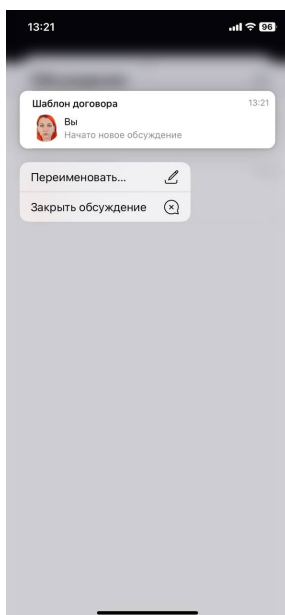 13:21
96
Шаблон договора
13:21
Вы
Начато новое обсуждение
Переименовать...
Закрыть обсуждение